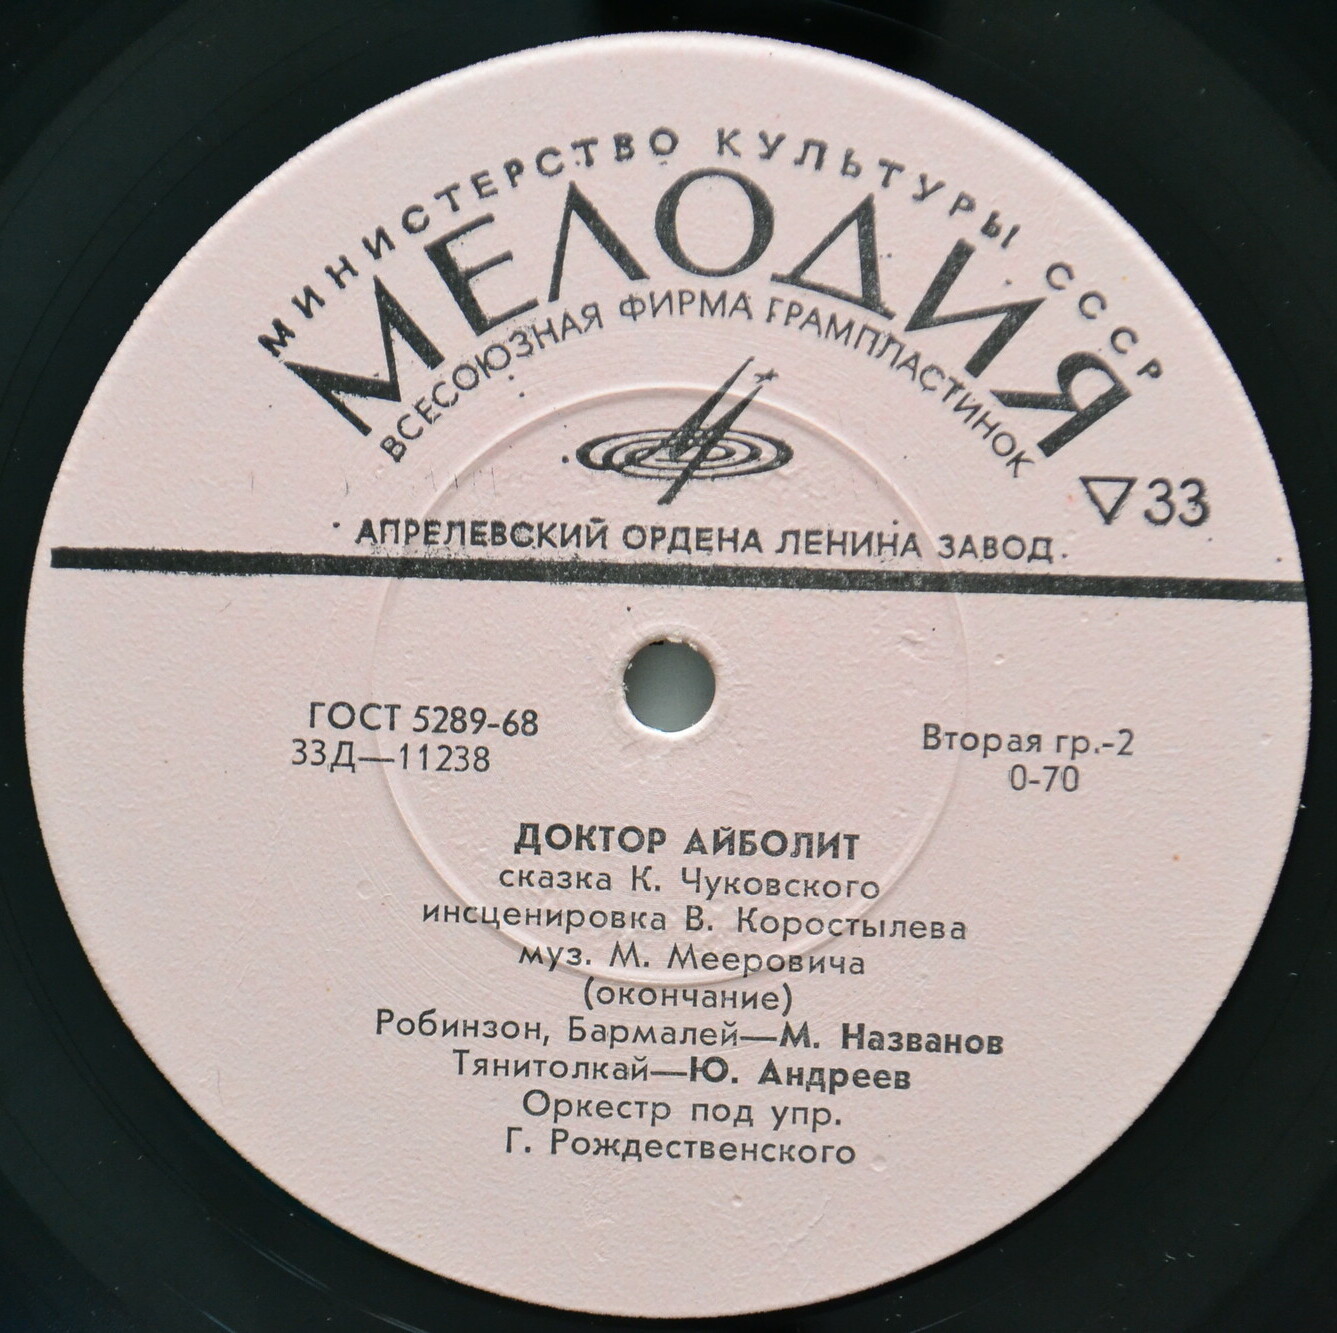 МИНИСТЕРСТВО КУЛЬТУРЫ СССР
МЕЛОДИЯ
ВСЕСОЮЗНАЯ ФИРМА ГРАМПЛАСТИНОК
▽33
АПРЕЛЕВСКИЙ ОРДЕНА ЛЕНИНА ЗАВОД.
ГОСТ 5289-68
33Д—11238
Вторая гр.-2
0-70
ДОКТОР АЙБОЛИТ
сказка К. Чуковского
инсценировка В. Коростылева
муз. М. Мееровича
(окончание)
Робинзон, Бармалей—М. Названов
Тянитолкай—Ю. Андреев
Оркестр под упр.
Г. Рождественского